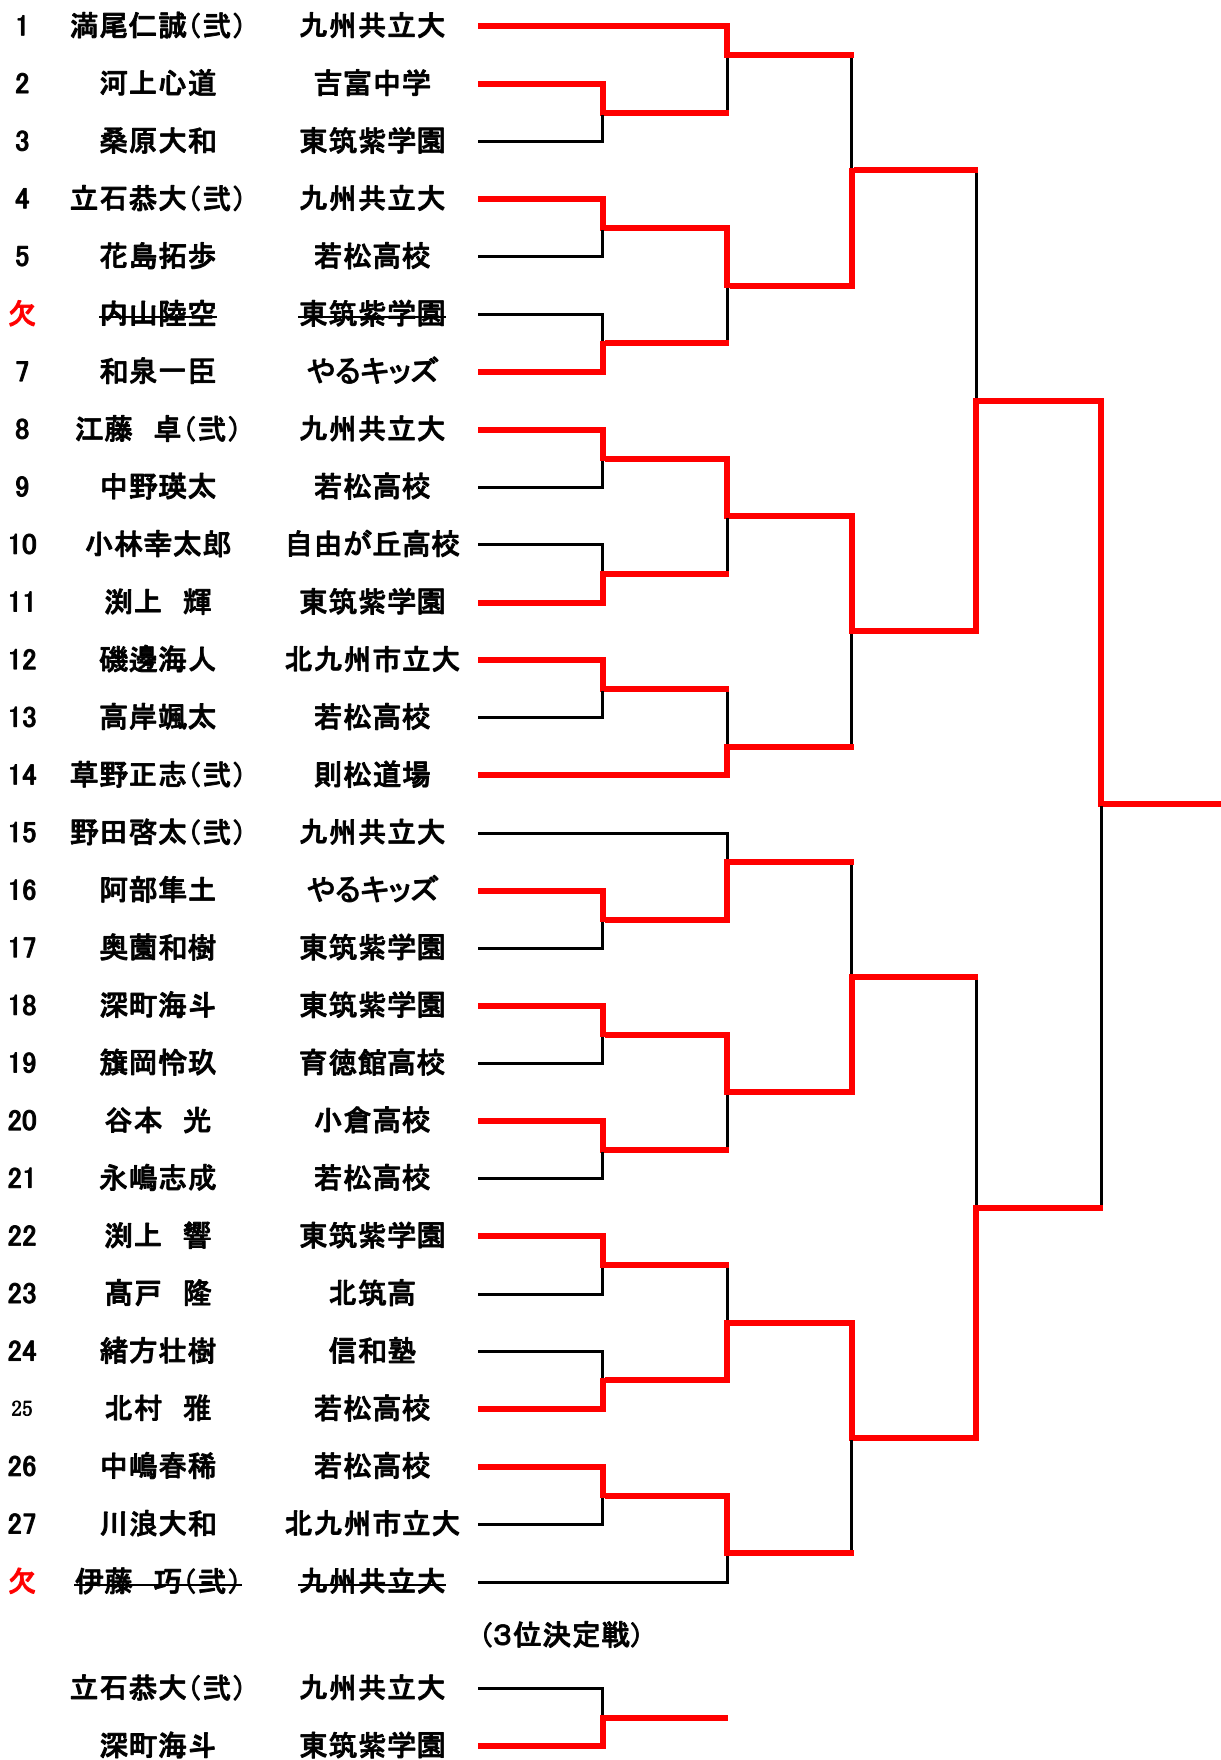 1 満尾仁誠(弐) 九州共立大
2 河上心道 吉富中学
3 桑原大和 東筑紫学園
4 立石恭大(弐) 九州共立大
5 花島拓歩 若松高校
欠 内山陸空 東筑紫学園
7 和泉一臣 やるキッズ
8 江藤　卓(弐) 九州共立大
9 中野瑛太 若松高校
10 小林幸太郎 自由が丘高校
11 渕上　輝 東筑紫学園
12 磯邊海人 北九州市立大
13 高岸颯太 若松高校
14 草野正志(弐) 則松道場
15 野田啓太(弐) 九州共立大
16 阿部隼土 やるキッズ
17 奥薗和樹 東筑紫学園
18 深町海斗 東筑紫学園
19 籏岡怜玖 育徳館高校
20 谷本　光 小倉高校
21 永嶋志成 若松高校
22 渕上　響 東筑紫学園
23 髙戸　隆 北筑高
24 緒方壮樹 信和塾
25 北村　雅 若松高校
26 中嶋春稀 若松高校
27 川浪大和 北九州市立大
欠 伊藤　巧(弐) 九州共立大
(3位決定戦)
立石恭大(弐) 九州共立大
深町海斗 東筑紫学園